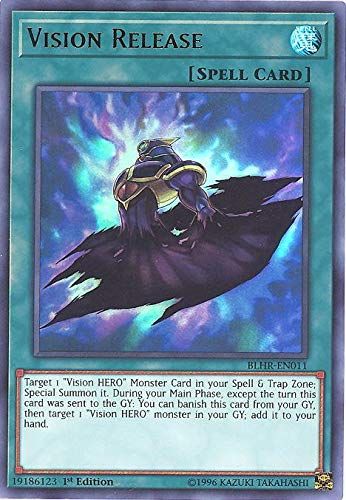 Vision Release
[Spell Card]
BLHR-EN011
Target 1 "Vision HERO" Monster Card in your Spell & Trap Zone;
Special Summon it. During your Main Phase, except the turn this
card was sent to the GY: You can banish this card from your GY,
then target 1 "Vision HERO" monster in your GY; add it to your
hand.
19186123 1st Edition ©1996 KAZUKI TAKAHASHI